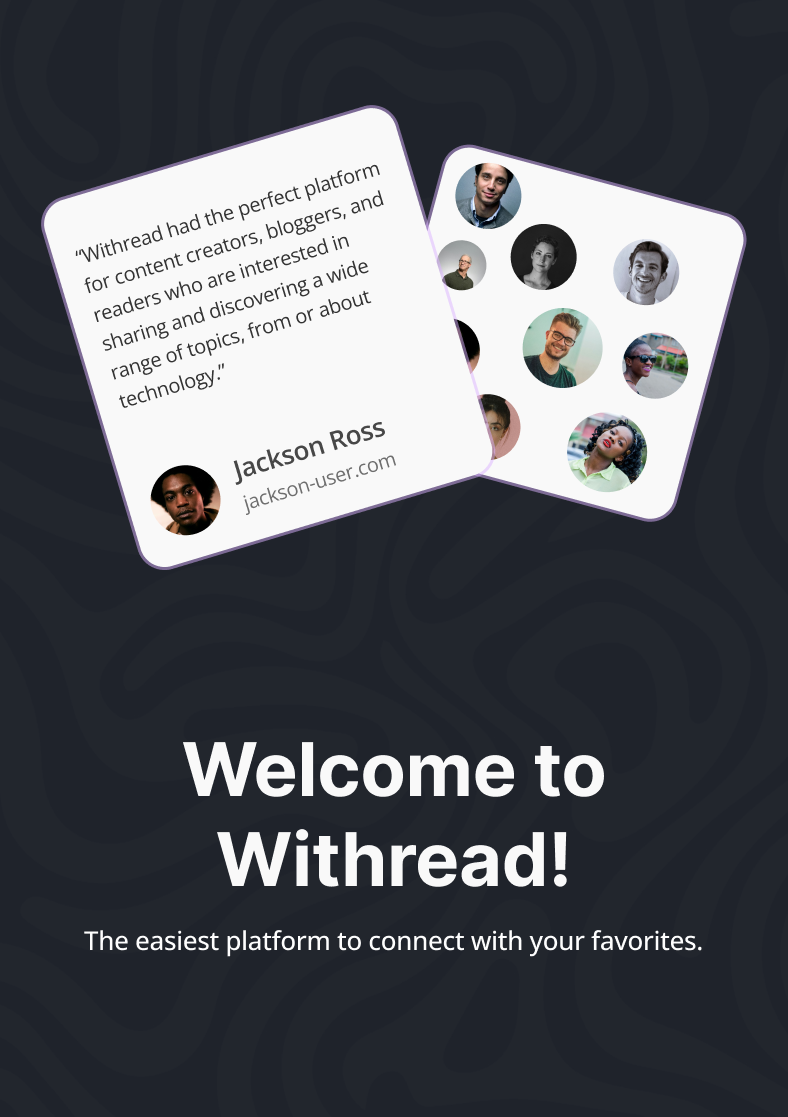 “Withread had the perfect platform
for content creators, bloggers, and
readers who are interested in
sharing and discovering a wide
range of topics, from or about
technology.”
Jackson Ross
jackson-user.com
Welcome to
Withread!
The easiest platform to connect with your favorites.